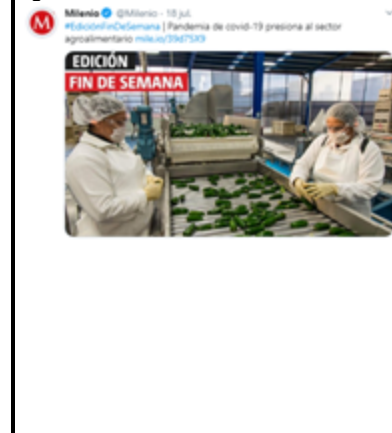 Milenio @Milenio - 18 jul.
#EdiciónFinDeSemana | Pandemia de covid-19 presiona al sector
agroalimentario
EDICIÓN
FIN DE SEMANA
M